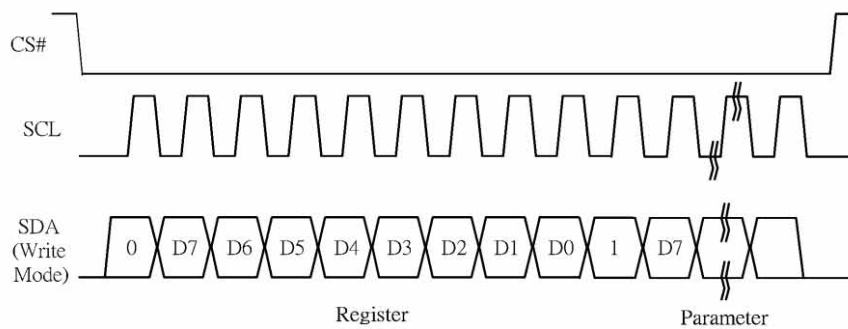 CS#
SCL
SDA
(Write
Mode)
0 D7 D6 D5 D4 D3 D2 D1 D0 1 D7
Register Parameter